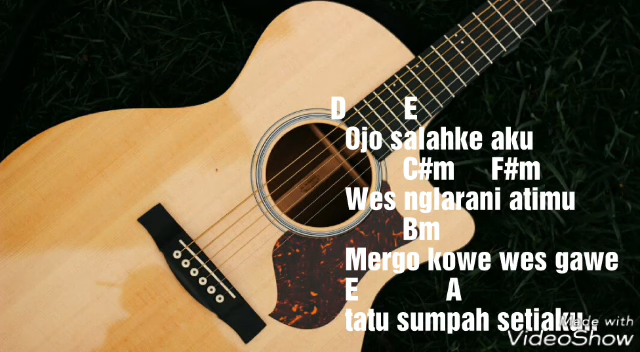 D E
Ojo salahke aku
C#m F#m
Wes nglarani atimu
Bm
Mergo kowe wes gawe
E A
tatu sumpah setiaku..
Made with
VideoShow